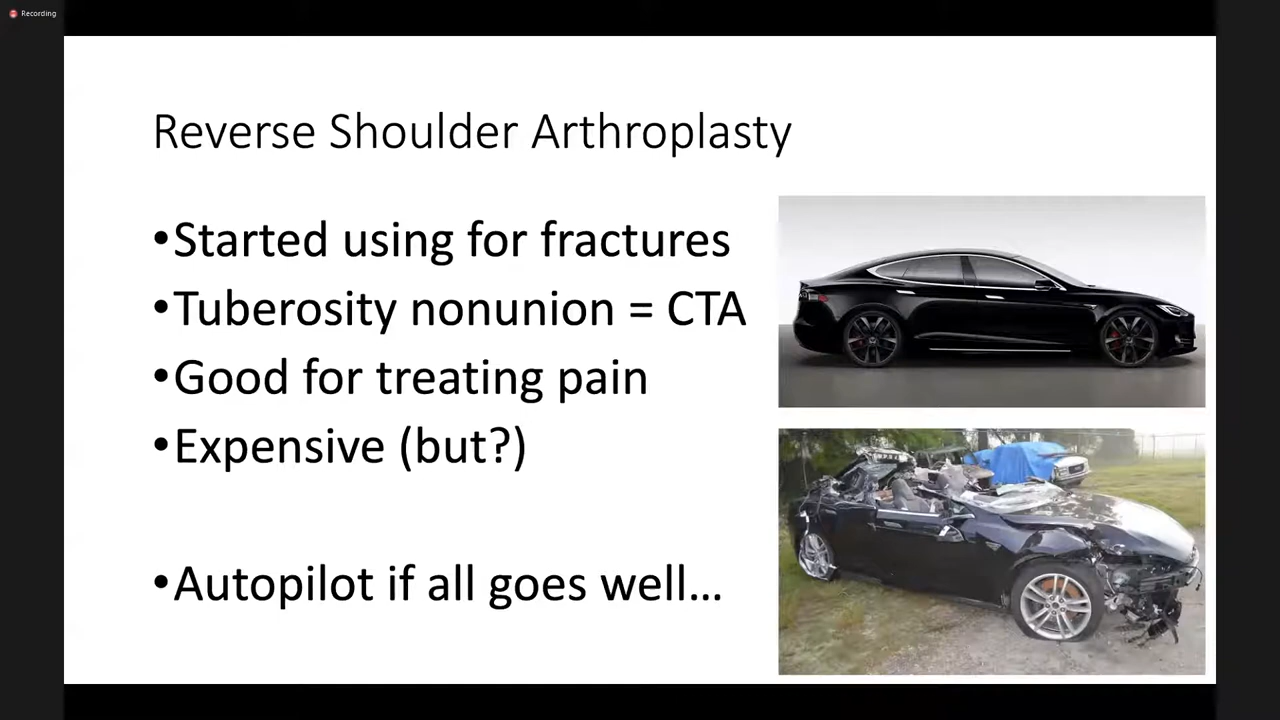 Recording
Reverse Shoulder Arthroplasty
•Started using for fractures
•Tuberosity nonunion = CTA
•Good for treating pain
•Expensive (but?)
•Autopilot if all goes well…